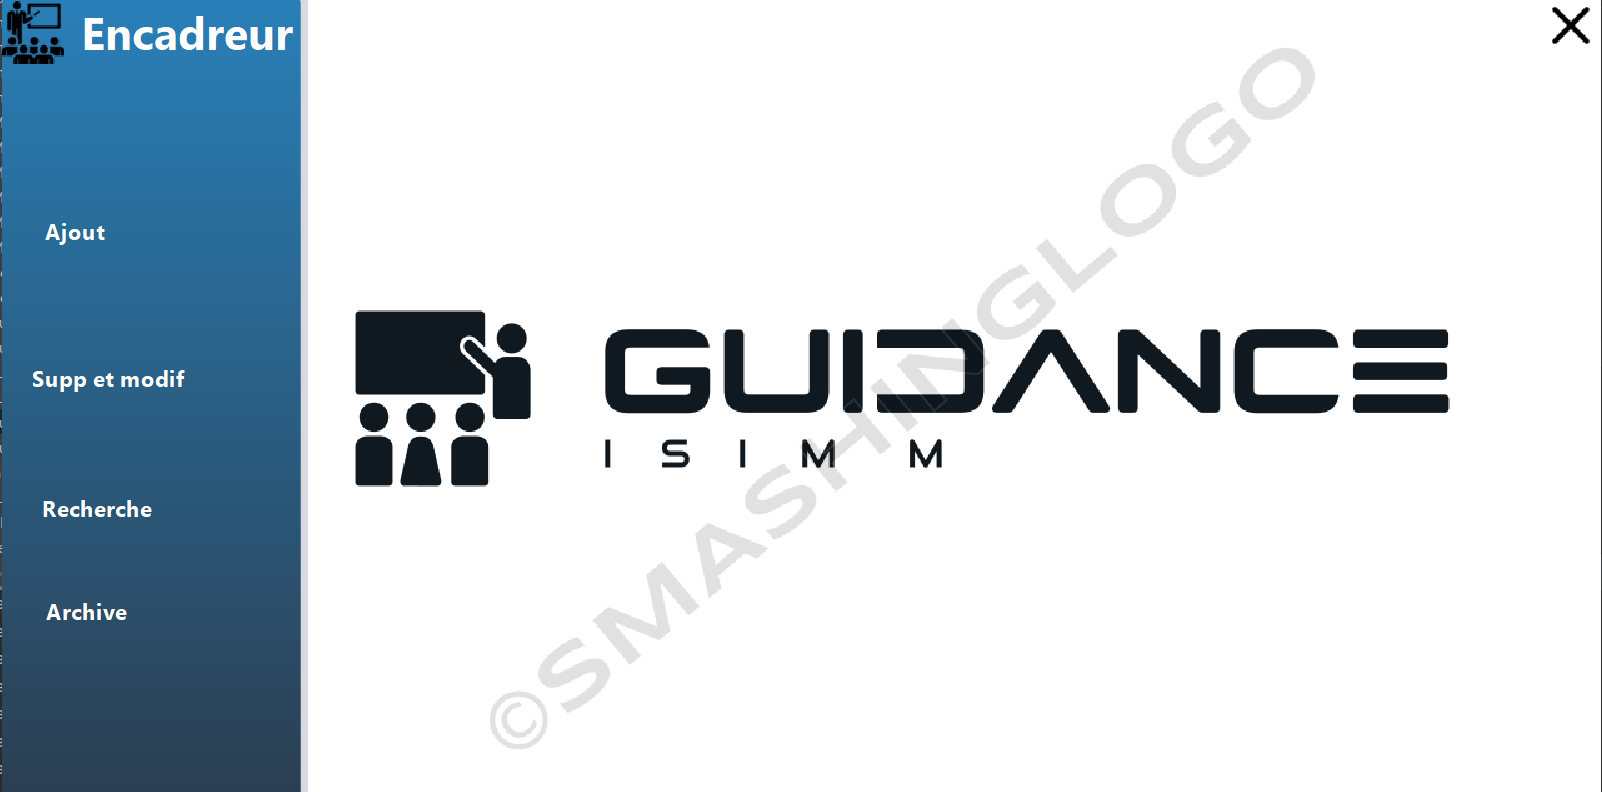 Encadreur
Ajout
Supp et modif
Recherche
Archive
GUIDANCE
ISIMM
©SMASHINGLOGO